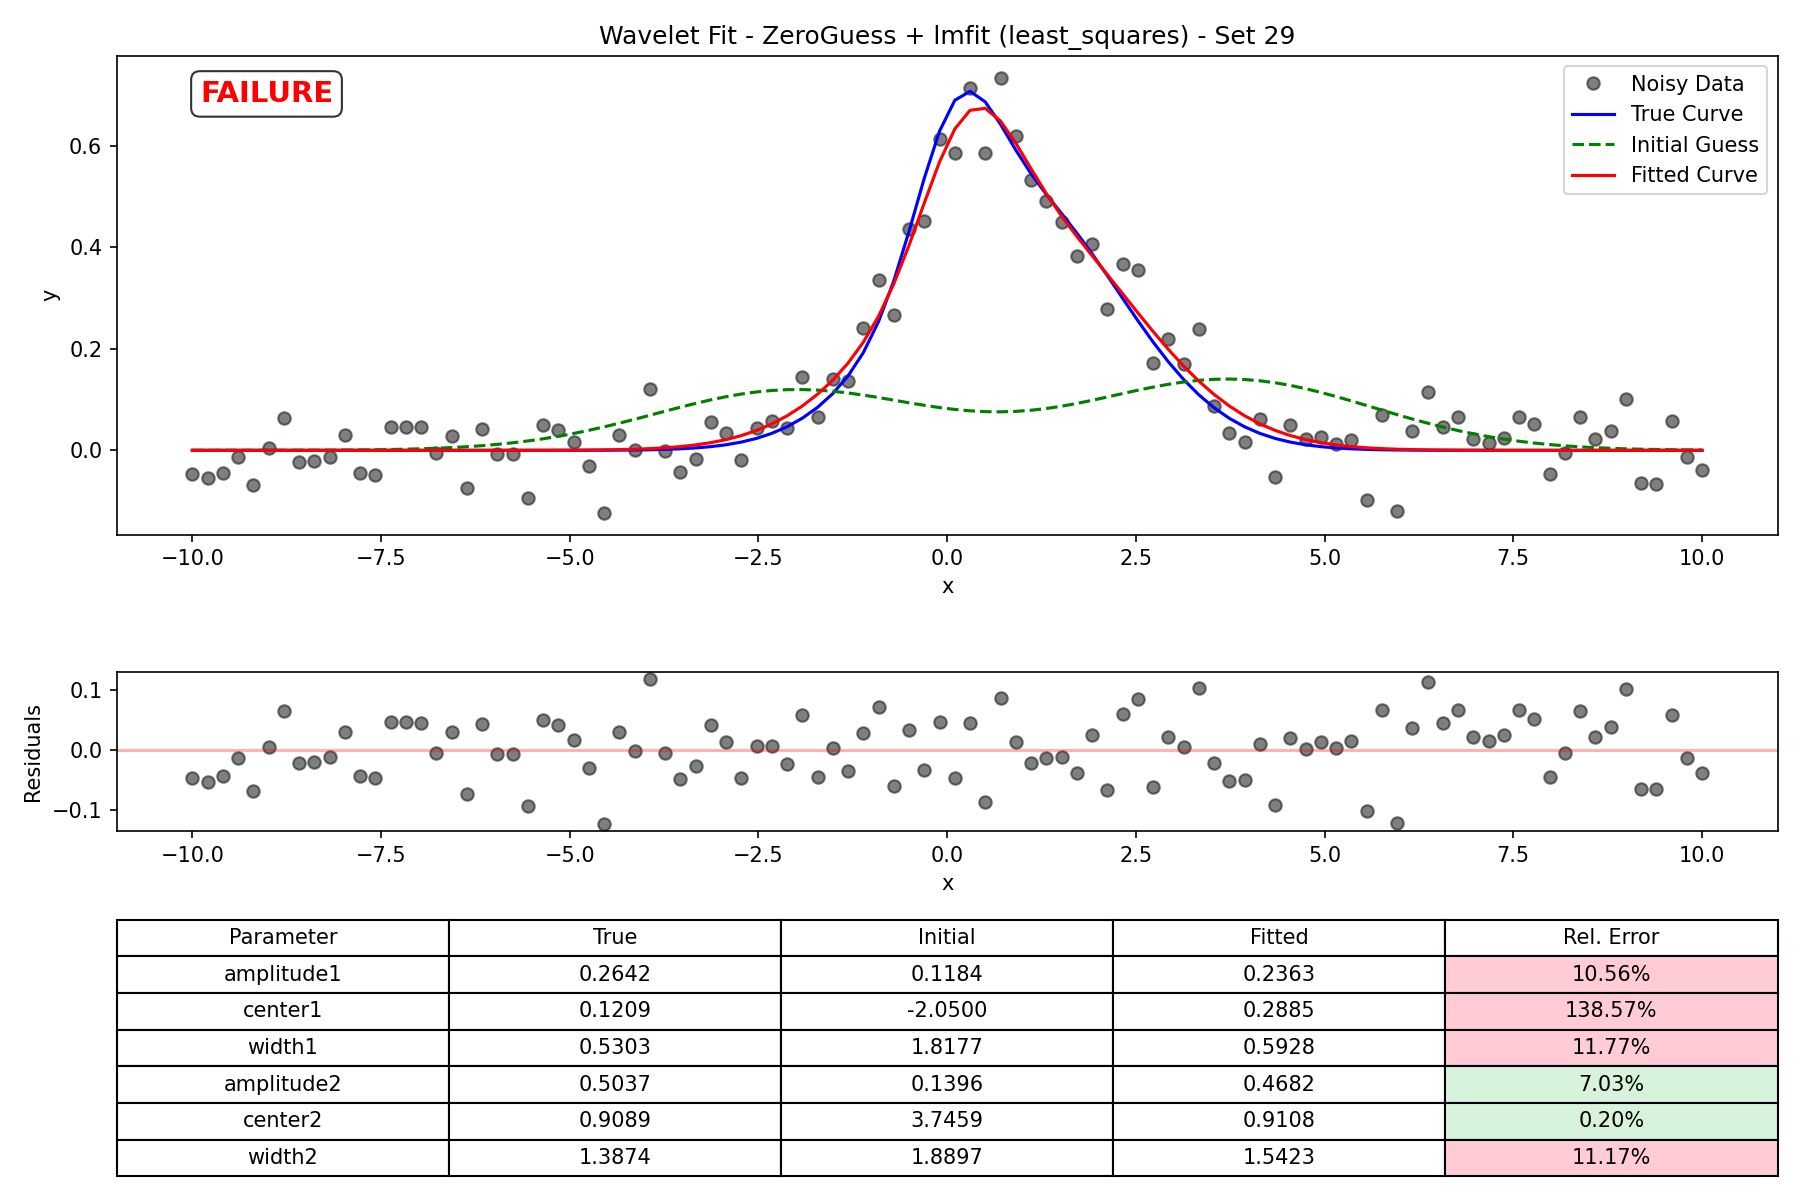 Wavelet Fit - ZeroGuess + lmfit (least_squares) - Set 29
FAILURE
Noisy Data
True Curve
Initial Guess
Fitted Curve
y
0.6
0.4
0.2
0.0
−10.0 −7.5 −5.0 −2.5 0.0 2.5 5.0 7.5 10.0
x
Residuals
0.1
0.0
−0.1
−10.0 −7.5 −5.0 −2.5 0.0 2.5 5.0 7.5 10.0
x
Parameter True Initial Fitted Rel. Error
amplitude1 0.2642 0.1184 0.2363 10.56%
center1 0.1209 -2.0500 0.2885 138.57%
width1 0.5303 1.8177 0.5928 11.77%
amplitude2 0.5037 0.1396 0.4682 7.03%
center2 0.9089 3.7459 0.9108 0.20%
width2 1.3874 1.8897 1.5423 11.17%